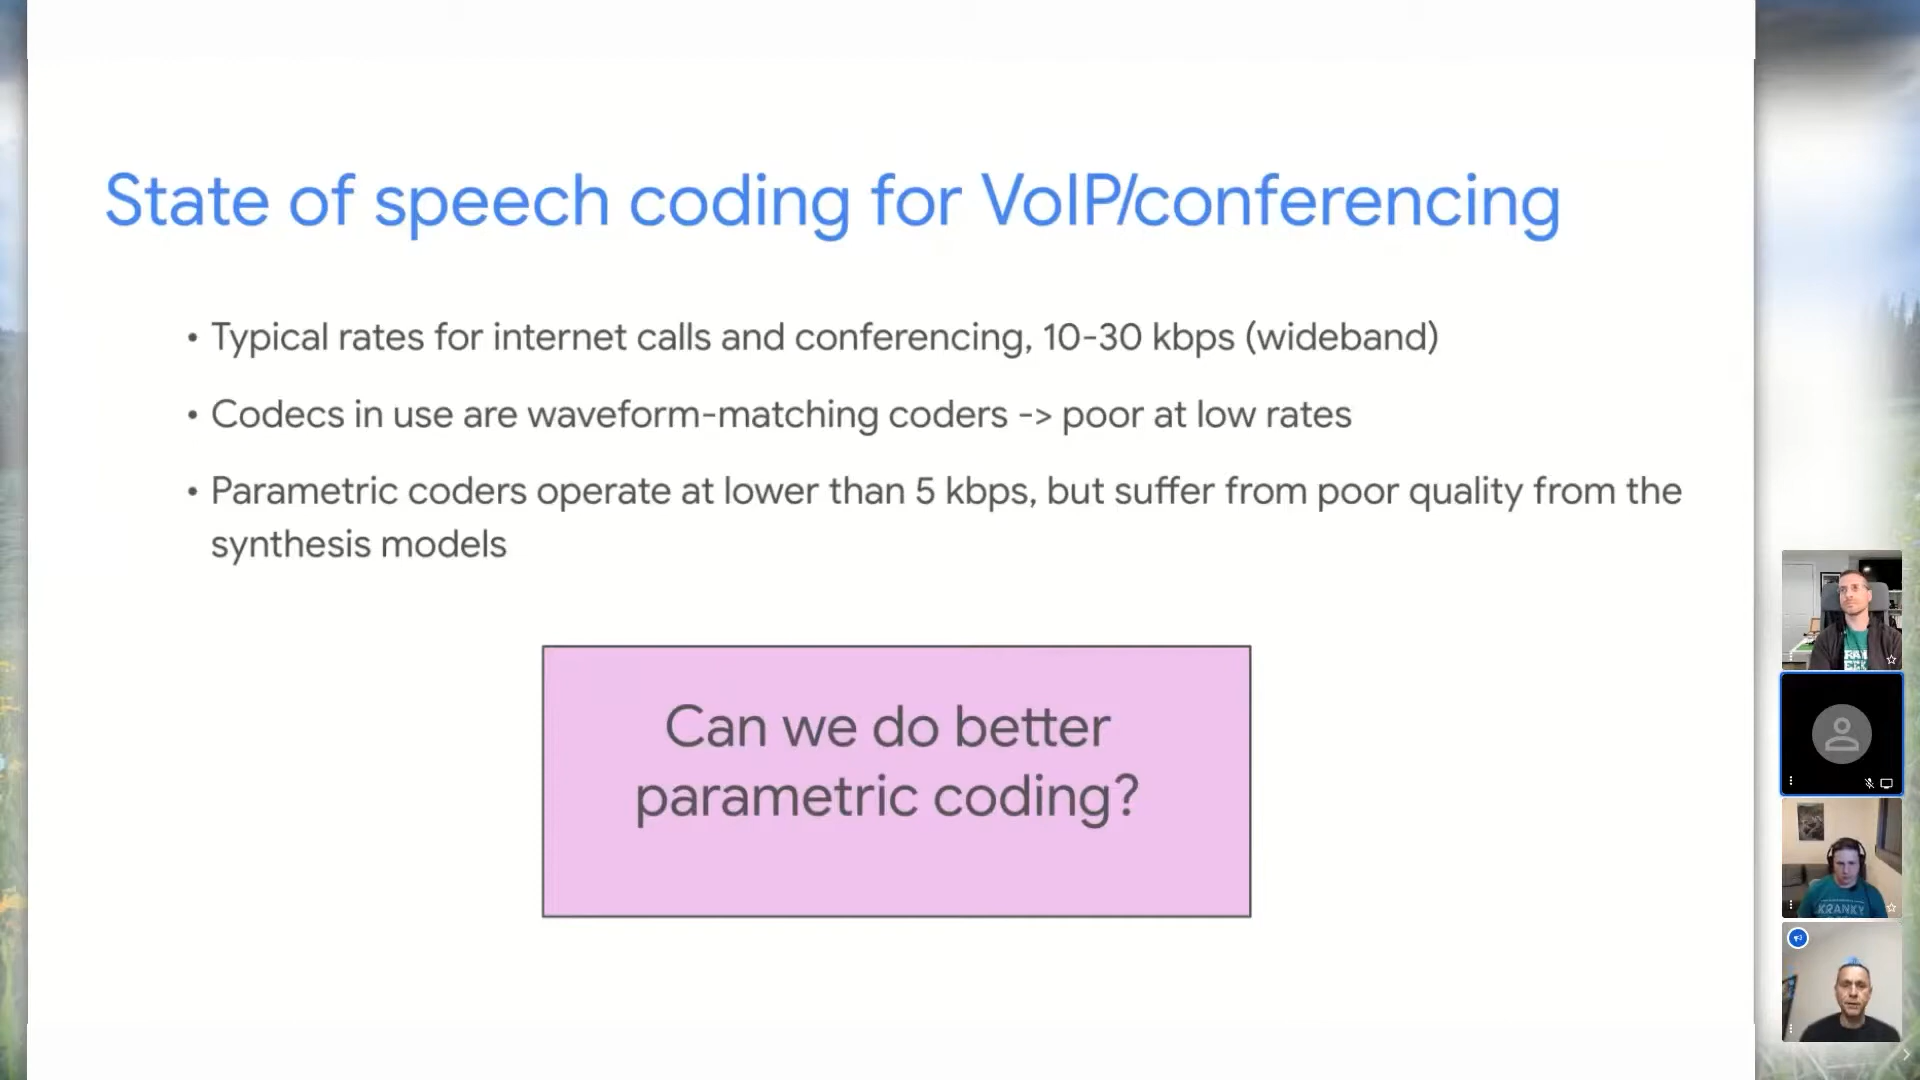 State of speech coding for VoIP/conferencing
• Typical rates for internet calls and conferencing, 10-30 kbps (wideband)
• Codecs in use are waveform-matching coders -> poor at low rates
• Parametric coders operate at lower than 5 kbps, but suffer from poor quality from the
synthesis models
Can we do better
parametric coding?
KRANKY